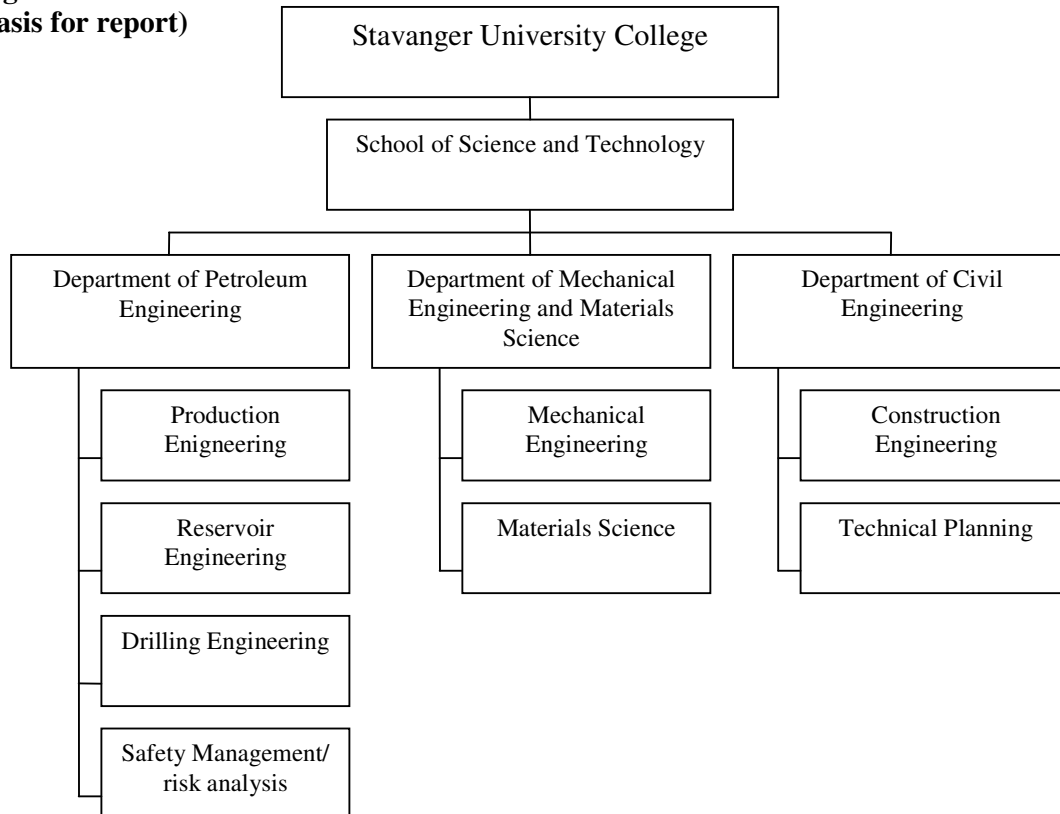 asis for report)
Stavanger University College
School of Science and Technology
Department of Petroleum
Engineering
Department of Mechanical
Engineering and Materials
Science
Department of Civil
Engineering
Production
Enigneering
Reservoir
Engineering
Drilling Engineering
Safety Management/
risk analysis
Mechanical
Engineering
Materials Science
Construction
Engineering
Technical Planning